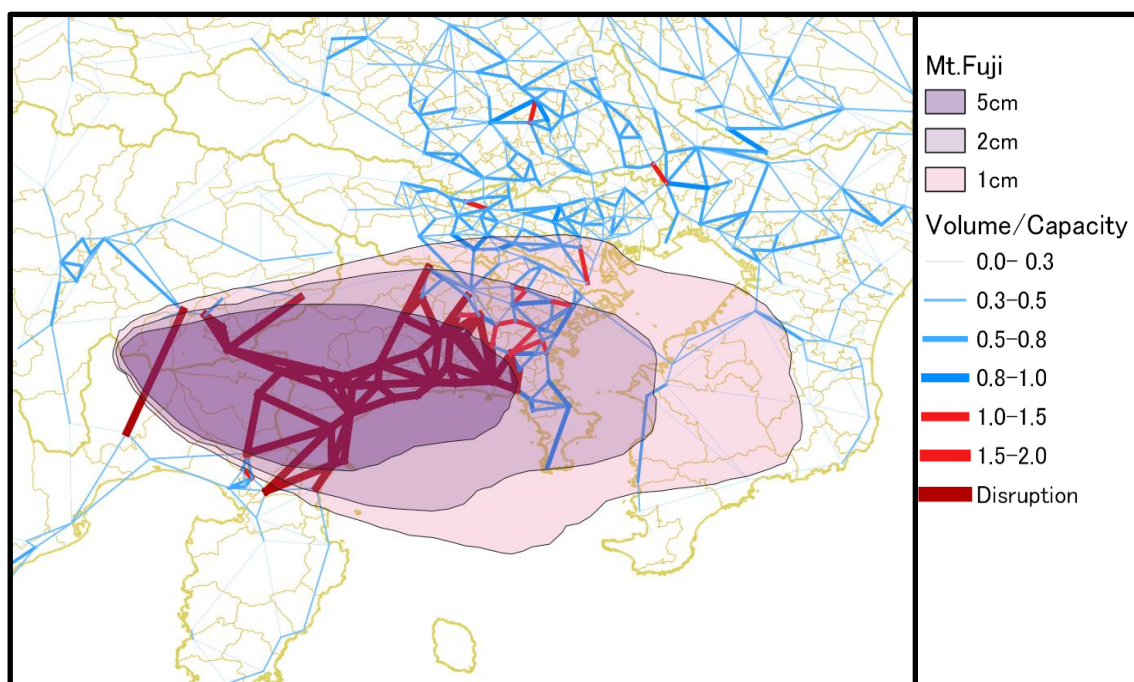 Mt.Fuji
5cm
2cm
1cm
Volume/Capacity
0.0- 0.3
0.3-0.5
0.5-0.8
0.8-1.0
1.0-1.5
1.5-2.0
Disruption